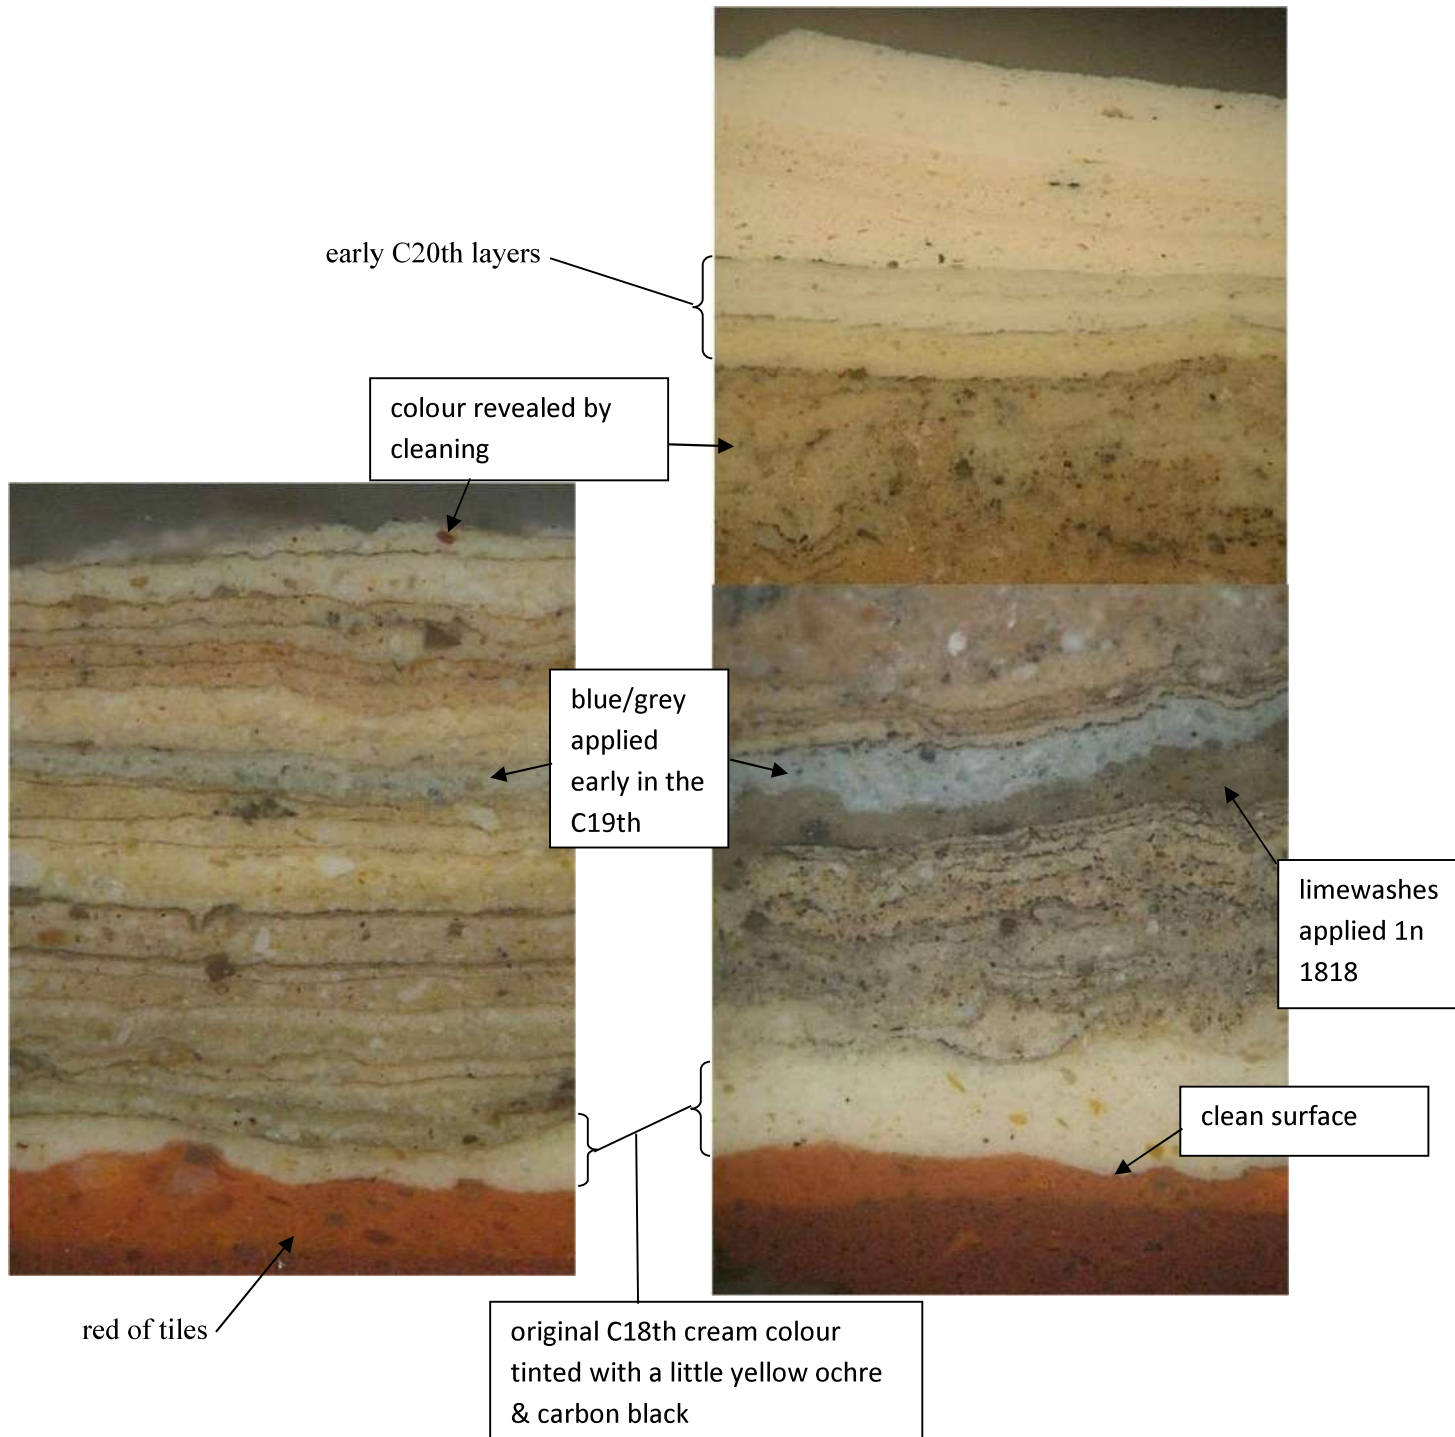 early C20th layers
colour revealed by
cleaning
blue/grey
applied
early in the
C19th
limewashes
applied 1n
1818
clean surface
red of tiles
original C18th cream colour
tinted with a little yellow ochre
& carbon black